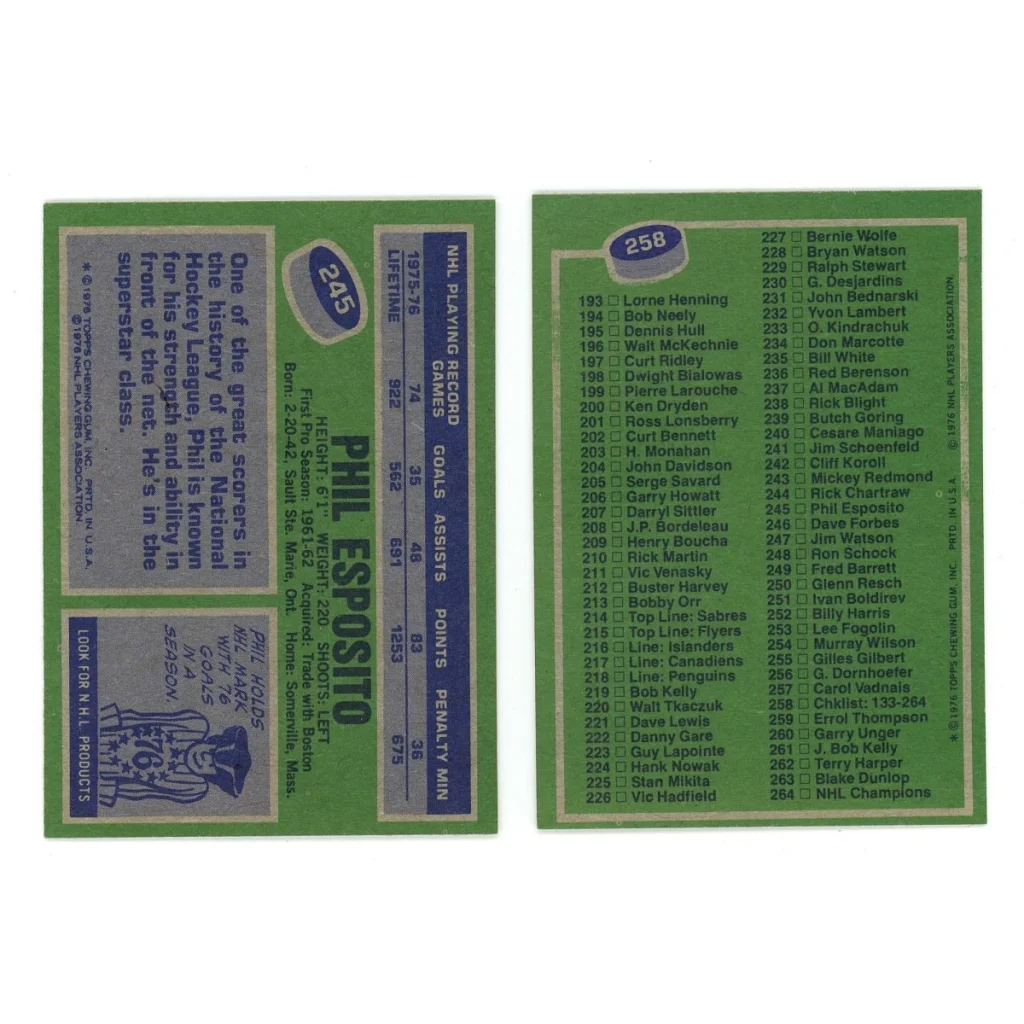 245
NHL PLAYING RECORD GAMES GOALS ASSISTS POINTS PENALTY MIN
1975-76 74 35 48 83 36
LIFETIME 922 562 691 1253 675
PHIL ESPOSITO
HEIGHT: 6'1" WEIGHT: 220 SHOOTS: LEFT
First Pro Season: 1961-62 Acquired: Trade with Boston
Born: 2-20-42, Sault Ste. Marie, Ont. Home: Somerville, Mass.
One of the great scorers in
the history of the National
Hockey League, Phil is known
for his strength and ability in
front of the net. He's in the
superstar class.
* © 1976 TOPPS CHEWING GUM, INC. PRTD. IN U.S.A.
© 1976 NHL PLAYERS ASSOCIATION
PHIL HOLDS
NHL MARK
WITH 76
GOALS
IN A
SEASON
76
LOOK FOR N.H.L PRODUCTS
258
193 □ Lorne Henning
194 □ Bob Neely
195 □ Dennis Hull
196 □ Walt McKechnie
197 □ Curt Ridley
198 □ Dwight Bialowas
199 □ Pierre Larouche
200 □ Ken Dryden
201 □ Ross Lonsberry
202 □ Curt Bennett
203 □ H. Monahan
204 □ John Davidson
205 □ Serge Savard
206 □ Garry Howatt
207 □ Darryl Sittler
208 □ J.P. Bordeleau
209 □ Henry Boucha
210 □ Rick Martin
211 □ Vic Venasky
212 □ Buster Harvey
213 □ Bobby Orr
214 □ Top Line: Sabres
215 □ Top Line: Flyers
216 □ Line: Islanders
217 □ Line: Canadiens
218 □ Line: Penguins
219 □ Bob Kelly
220 □ Walt Tkaczuk
221 □ Dave Lewis
222 □ Danny Gare
223 □ Guy Lapointe
224 □ Hank Nowak
225 □ Stan Mikita
226 □ Vic Hadfield
227 □ Bernie Wolfe
228 □ Bryan Watson
229 □ Ralph Stewart
230 □ G. Desjardins
231 □ John Bednarski
232 □ Yvon Lambert
233 □ O. Kindrachuk
234 □ Don Marcotte
235 □ Bill White
236 □ Red Berenson
237 □ Al MacAdam
238 □ Rick Blight
239 □ Butch Goring
240 □ Cesare Maniago
241 □ Jim Schoenfeld
242 □ Cliff Koroll
243 □ Mickey Redmond
244 □ Rick Chartraw
245 □ Phil Esposito
246 □ Dave Forbes
247 □ Jim Watson
248 □ Ron Schock
249 □ Fred Barrett
250 □ Glenn Resch
251 □ Ivan Boldirev
252 □ Billy Harris
253 □ Lee Fogolin
254 □ Murray Wilson
255 □ Gilles Gilbert
256 □ G. Dornhoefer
257 □ Carol Vadnais
258 □ Chklist: 133-264
259 □ Errol Thompson
260 □ Garry Unger
261 □ J. Bob Kelly
262 □ Terry Harper
263 □ Blake Dunlop
264 □ NHL Champions
* © 1976 TOPPS CHEWING GUM, INC. PRTD. IN U.S.A. © 1976 NHL PLAYERS ASSOCIATION